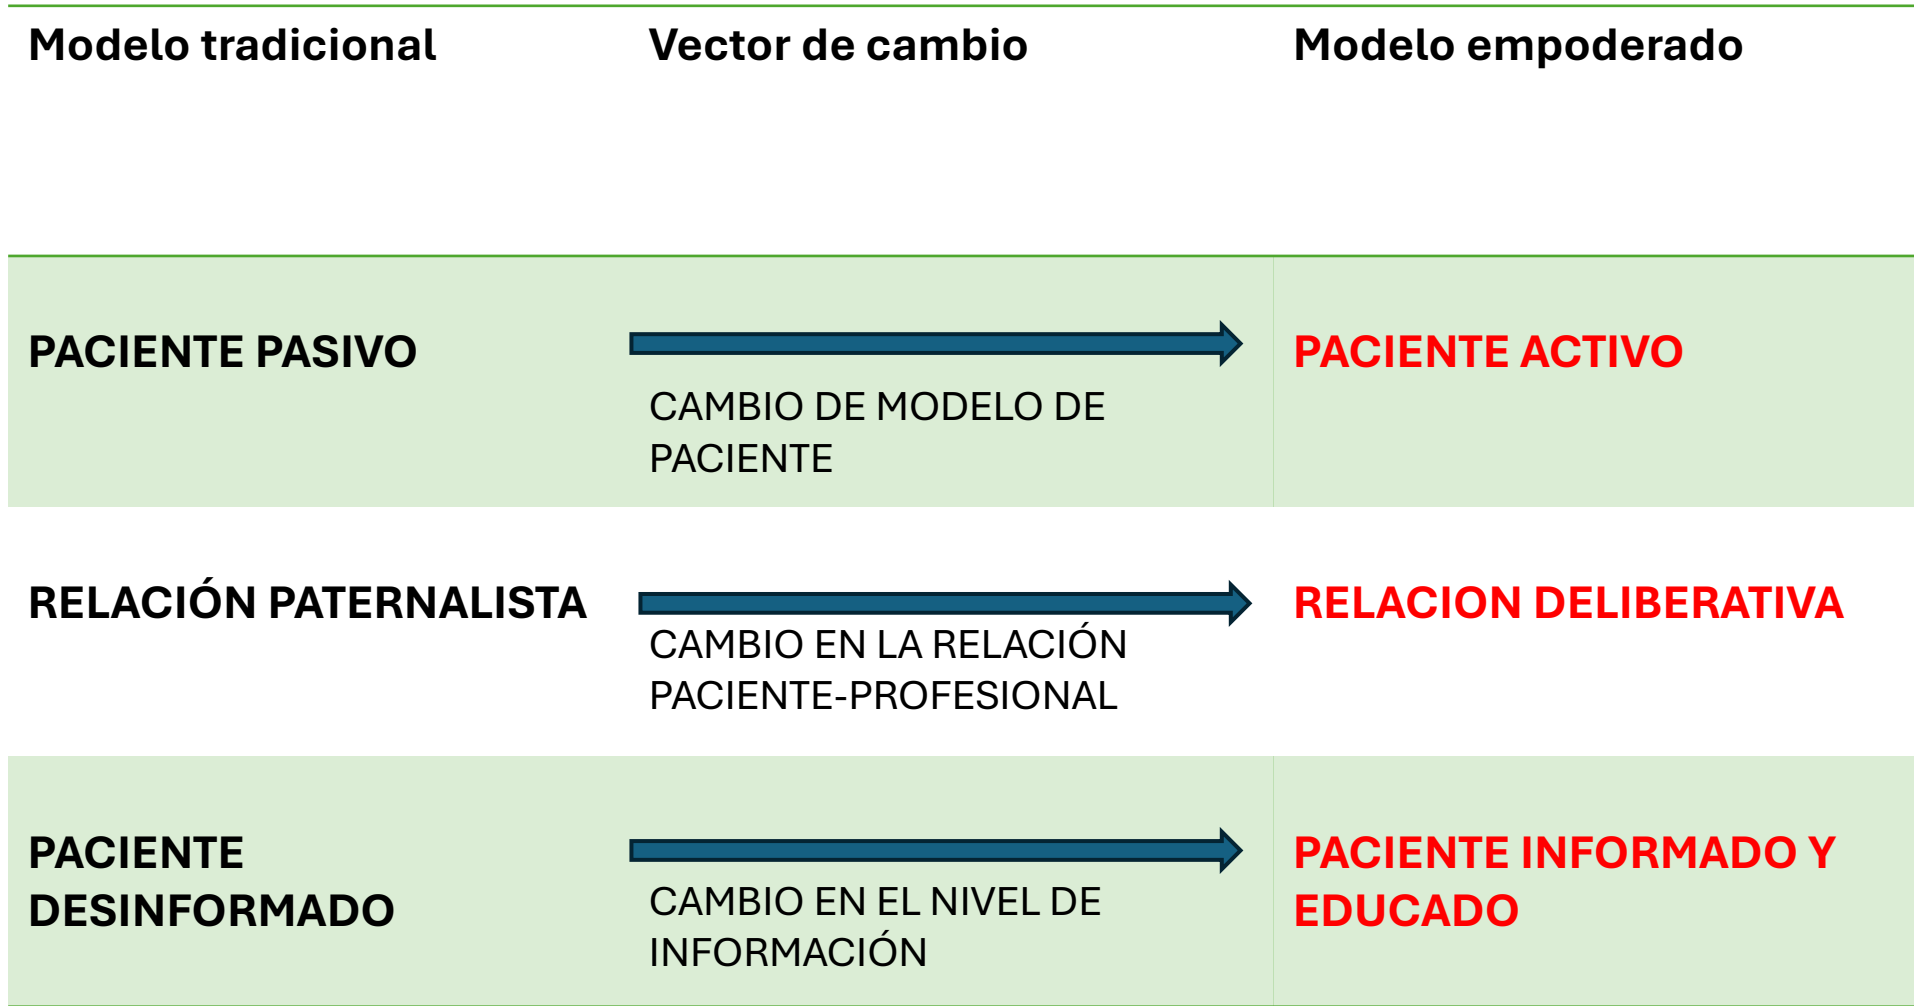 Modelo tradicional
Vector de cambio
Modelo empoderado
PACIENTE PASIVO
CAMBIO DE MODELO DE
PACIENTE
PACIENTE ACTIVO
RELACIÓN PATERNALISTA
CAMBIO EN LA RELACIÓN
PACIENTE-PROFESIONAL
RELACION DELIBERATIVA
PACIENTE
DESINFORMADO
CAMBIO EN EL NIVEL DE
INFORMACIÓN
PACIENTE INFORMADO Y
EDUCADO